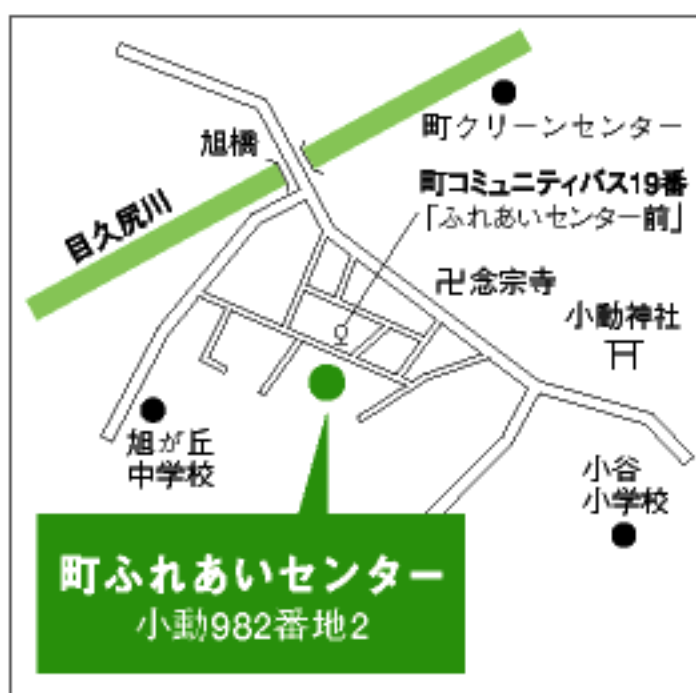 町クリーンセンター
旭橋
町コミュニティバス19番
「ふれあいセンター前」
目久尻川
卍念宗寺
小動神社
旭が丘
中学校
小谷
小学校
町ふれあいセンター
小動982番地2